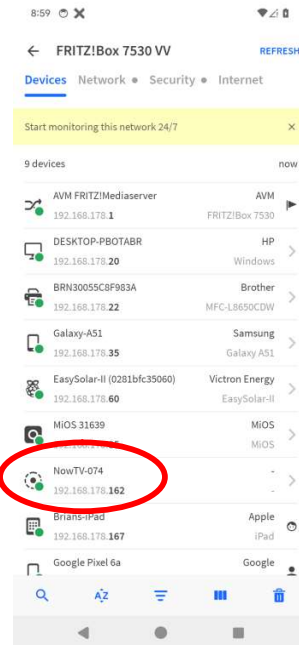 8:59
FRITZ!Box 7530 VV REFRESH
Devices Network Security Internet
Start monitoring this network 24/7
9 devices now
AVM FRITZ!Mediaserver AVM
192.168.178.1 FRITZ!Box 7530
DESKTOP-PBOTABR HP
192.168.178.20 Windows
BRN30055C8F983A Brother
192.168.178.22 MFC-L8650CDW
Galaxy-A51 Samsung
192.168.178.35 Galaxy A51
EasySolar-II (0281bfc35060) Victron Energy
192.168.178.60 EasySolar-II
MiOS 31639 MiOS
MiOS
NowTV-074 -
192.168.178.162 -
Brians-iPad Apple
192.168.178.167 iPad
Google Pixel 6a Google
AZ